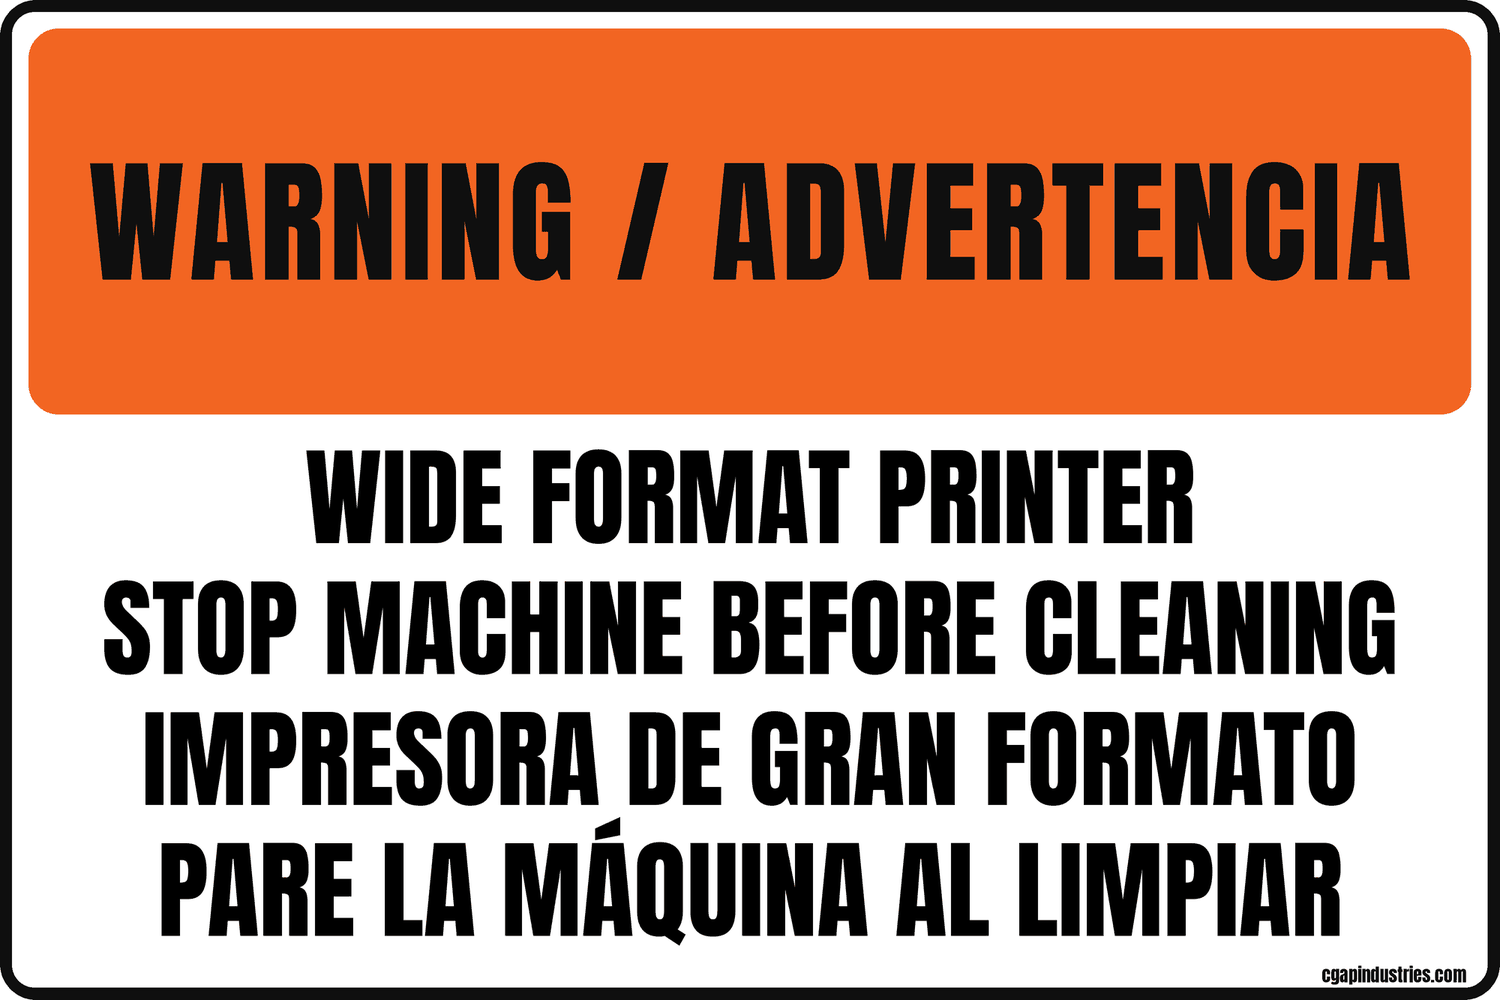 WARNING / ADVERTENCIA
WIDE FORMAT PRINTER
STOP MACHINE BEFORE CLEANING
IMPRESORA DE GRAN FORMATO
PARE LA MÁQUINA AL LIMPIAR
cgapindustries.com